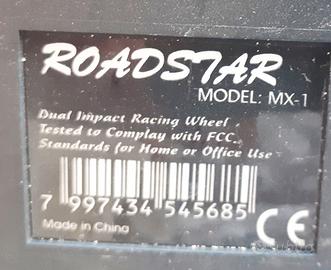 ROADSTAR
MODEL: MX-1
Dual Impact Racing Wheel
Tested to Complay with FCC
Standards for Home or Office Use
7 997434 545685
Made in China
CE